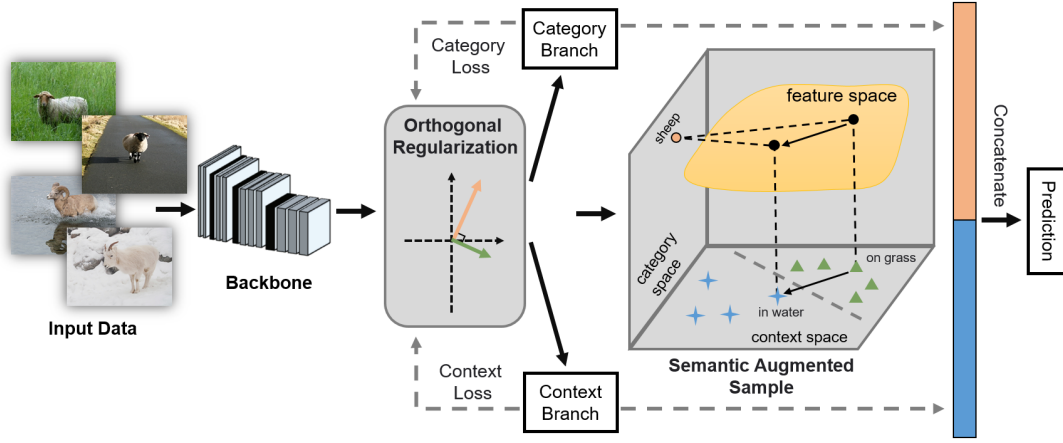 Input Data
Backbone
Category
Loss
Category
Branch
Orthogonal
Regularization
Context
Loss
Context
Branch
feature space
sheep
category
space
on grass
in water
context space
Semantic Augmented
Sample
Concatenate
Prediction